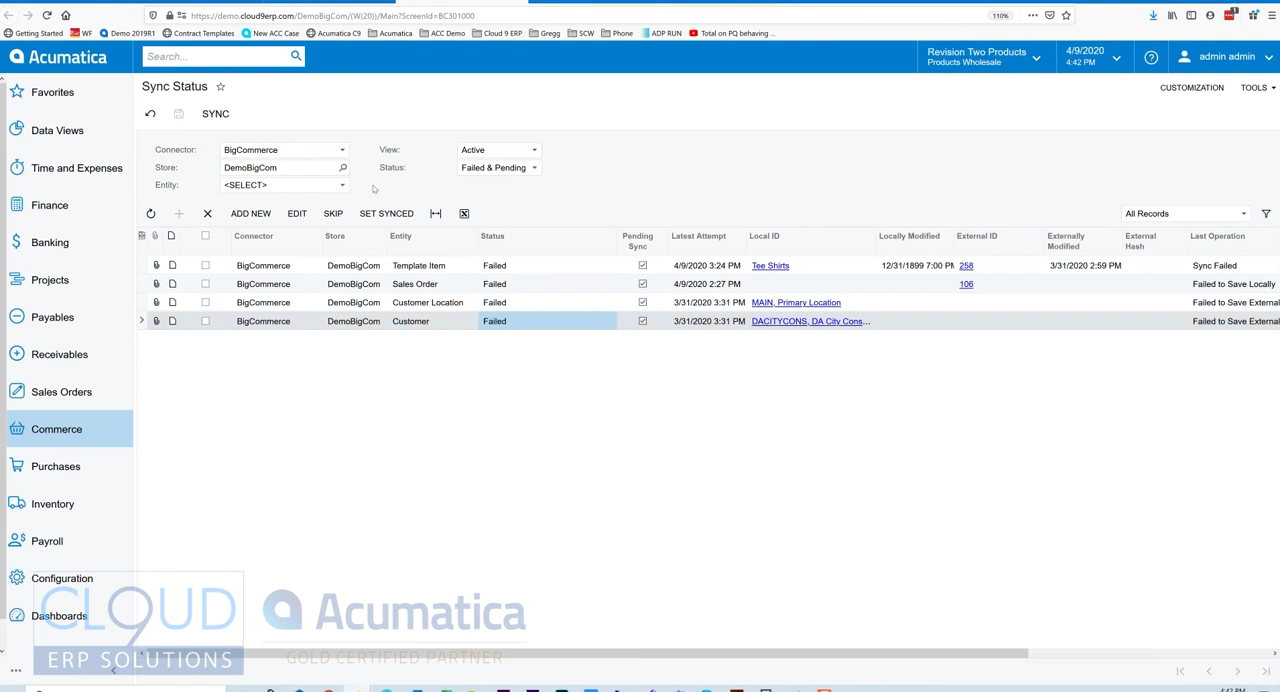 https://demo.cloud9erp.com/DemoBigCom/(W(20))/Main?ScreenId=BC301000
110%
Getting Started
WF
Demo 2019R1
Contract Templates
New ACC Case
Acumatica C9
Acumatica
ACC Demo
Cloud 9 ERP
Gregg
SCW
Phone
ADP RUN
Total on PQ behaving ...
Acumatica
Search...
Revision Two Products
Products Wholesale
4/9/2020
4:42 PM
admin admin
Sync Status
CUSTOMIZATION
TOOLS
SYNC
Favorites
Data Views
Time and Expenses
Finance
Banking
Projects
Payables
Receivables
Sales Orders
Commerce
Purchases
Inventory
Payroll
Configuration
Dashboards
Connector: BigCommerce
View: Active
Store: DemoBigCom
Status: Failed & Pending
Entity: <SELECT>
ADD NEW EDIT SKIP SET SYNCED
All Records
Connector Store Entity Status Pending Sync Latest Attempt Local ID Locally Modified External ID Externally Modified External Hash Last Operation
BigCommerce DemoBigCom Template Item Failed 4/9/2020 3:24 PM Tee Shirts 12/31/1899 7:00 PM 258 3/31/2020 2:59 PM Sync Failed
BigCommerce DemoBigCom Sales Order Failed 4/9/2020 2:27 PM 106 Failed to Save Locally
BigCommerce DemoBigCom Customer Location Failed 3/31/2020 3:31 PM MAIN, Primary Location Failed to Save External
BigCommerce DemoBigCom Customer Failed 3/31/2020 3:31 PM DACITYCONS, DA City Cons... Failed to Save External
CLOUD 9
ERP SOLUTIONS
Acumatica
GOLD CERTIFIED PARTNER